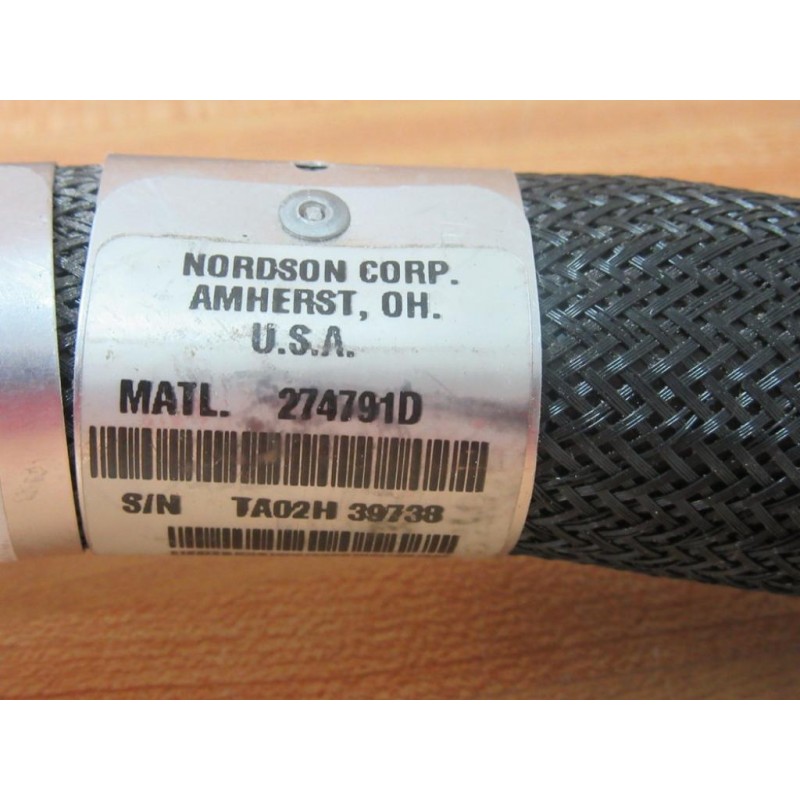 NORDSON CORP.
AMHERST, OH.
U.S.A.
MATL. 274791D
S/N TA02H 39738